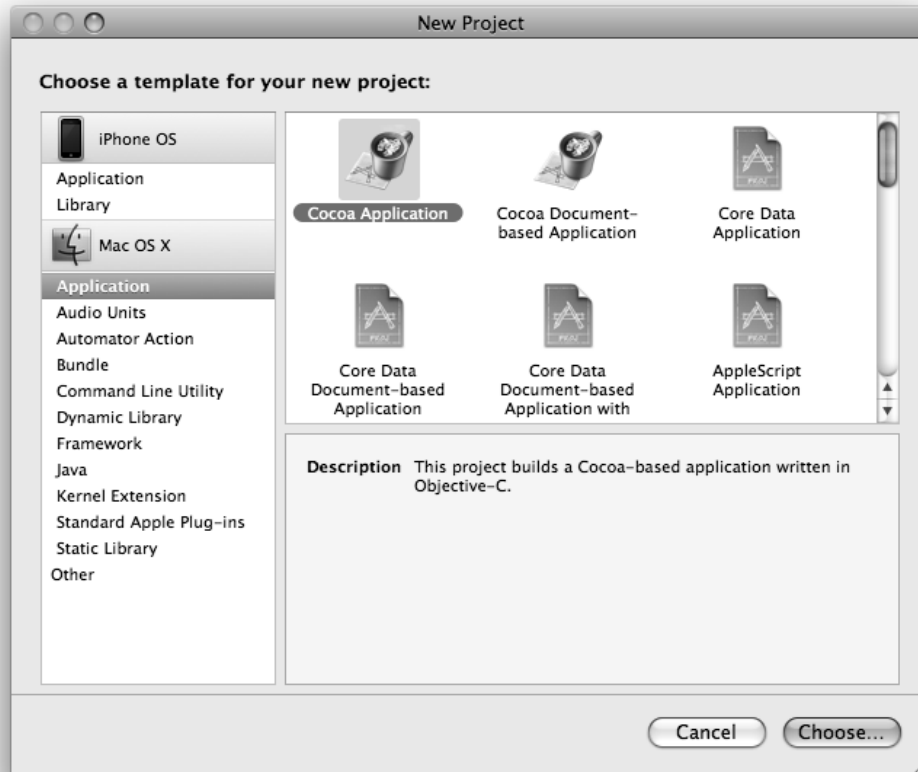 New Project
Choose a template for your new project:
iPhone OS
Application
Library
Mac OS X
Application
Audio Units
Automator Action
Bundle
Command Line Utility
Dynamic Library
Framework
Java
Kernel Extension
Standard Apple Plug-ins
Static Library
Other
Cocoa Application
Cocoa Document-
based Application
Core Data
Application
Core Data
Document-based
Application
Core Data
Document-based
Application with
AppleScript
Application
Description This project builds a Cocoa-based application written in
Objective-C.
Cancel
Choose...